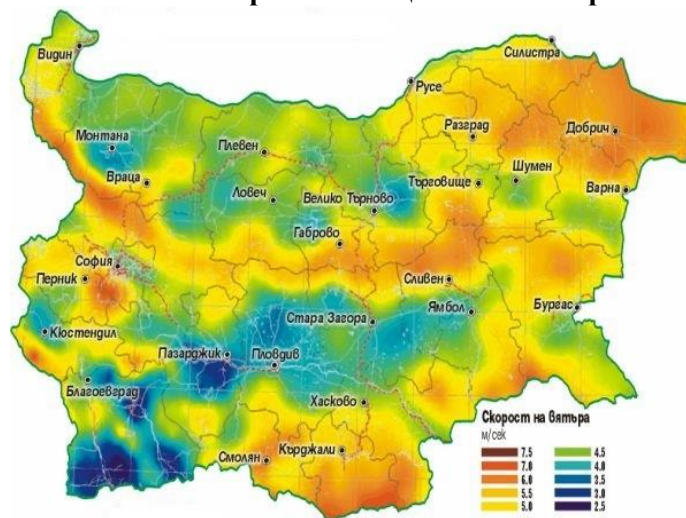 Видин
Силистра
Русе
Монтана
Плевен
Разград
Добрич
Враца
Ловеч
Велико Търново
Търговище
Шумен
Варна
Габрово
София
Перник
Сливен
Кюстендил
Стара Загора
Ямбол
Бургас
Пазарджик
Пловдив
Благоевград
Хасково
Смолян
Кърджали
Скорост на вятъра
м/сек
7.5 4.5
7.0 4.0
6.0 2.5
5.5 2.0
5.0 2.5